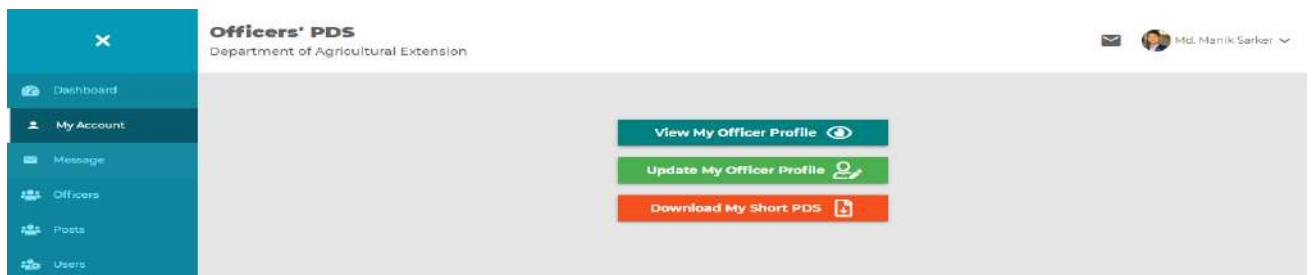 Officers' PDS
Department of Agricultural Extension
Md. Manik Sarker
Dashboard
My Account
Message
Officers
Posts
Users
View My Officer Profile
Update My Officer Profile
Download My Short PDS